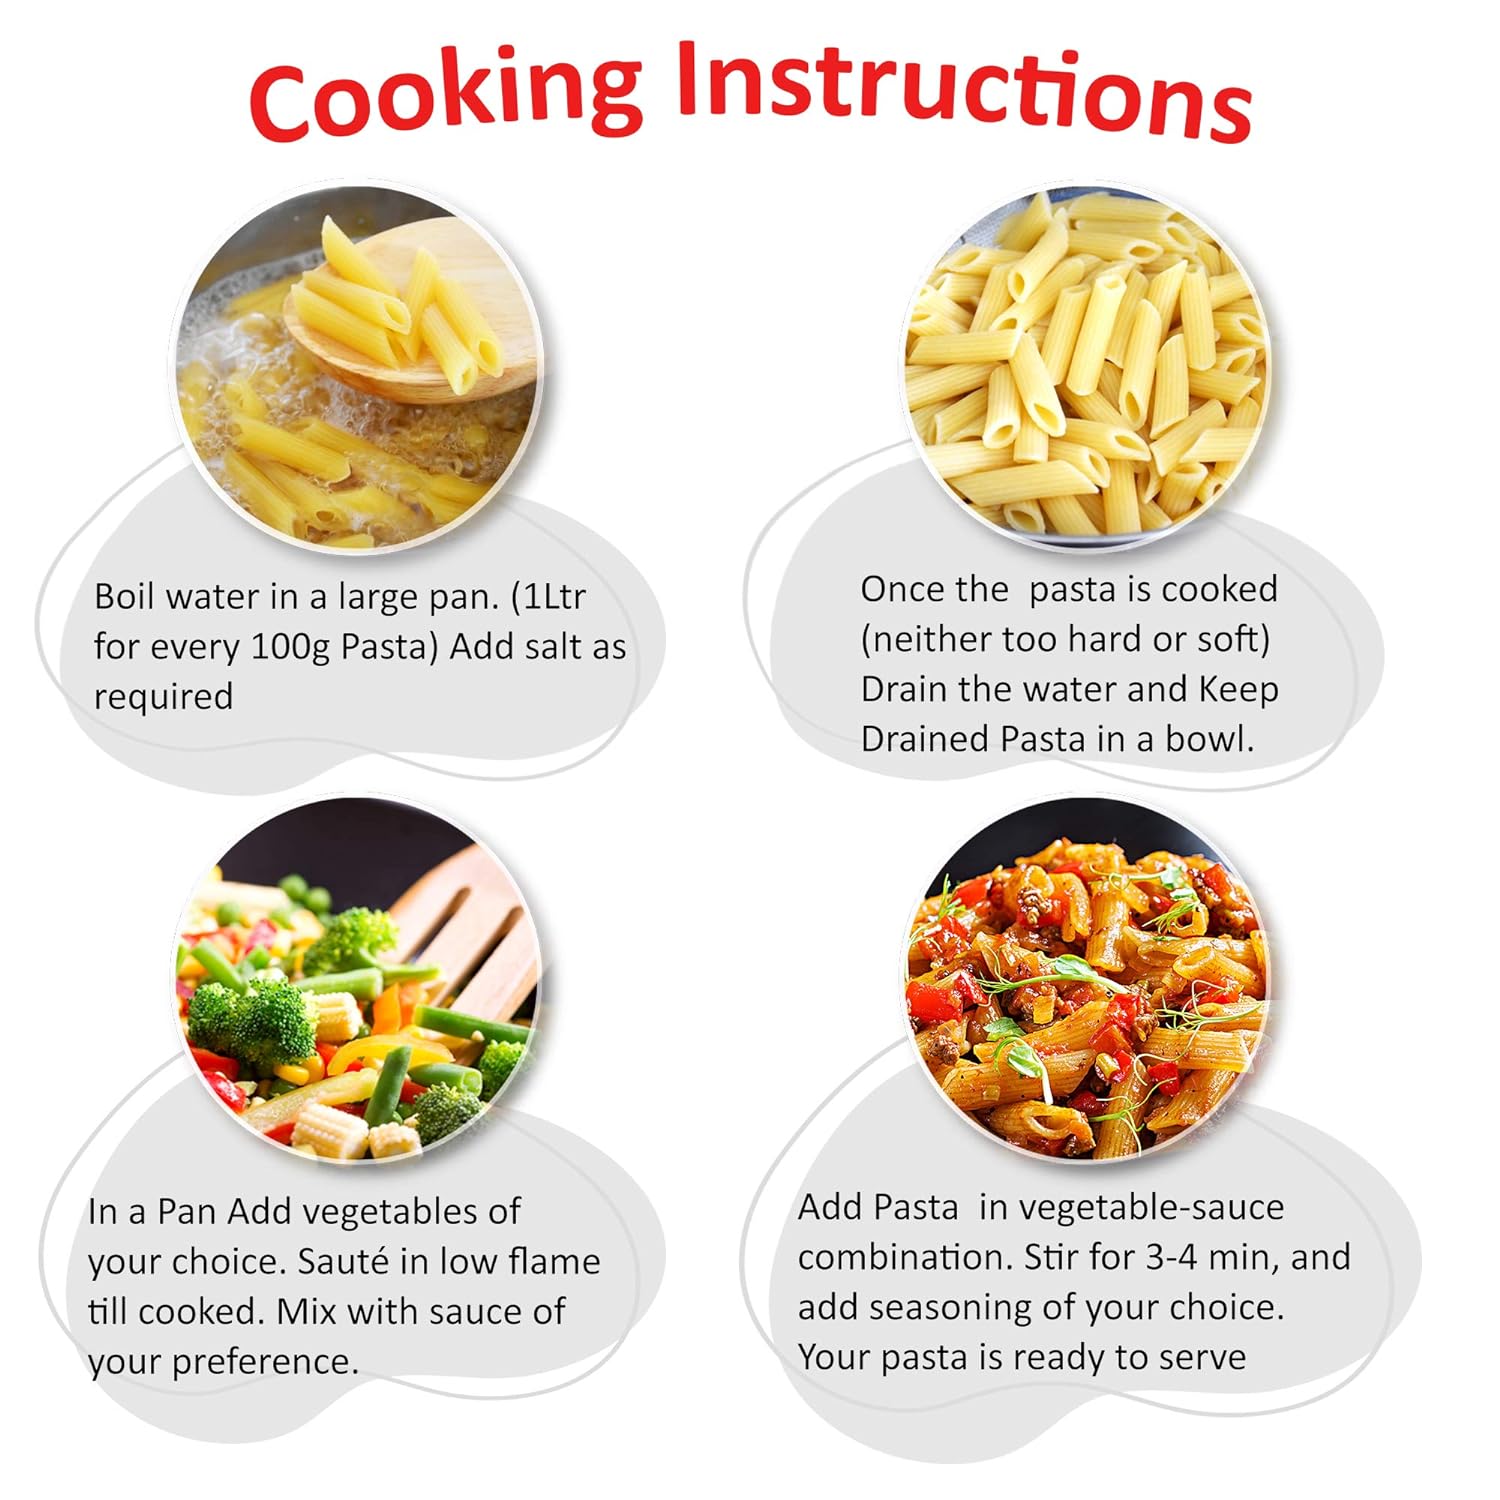 Cooking Instructions
Boil water in a large pan. (1Ltr
for every 100g Pasta) Add salt as
required
Once the pasta is cooked
(neither too hard or soft)
Drain the water and Keep
Drained Pasta in a bowl.
In a Pan Add vegetables of
your choice. Sauté in low flame
till cooked. Mix with sauce of
your preference.
Add Pasta in vegetable-sauce
combination. Stir for 3-4 min, and
add seasoning of your choice.
Your pasta is ready to serve